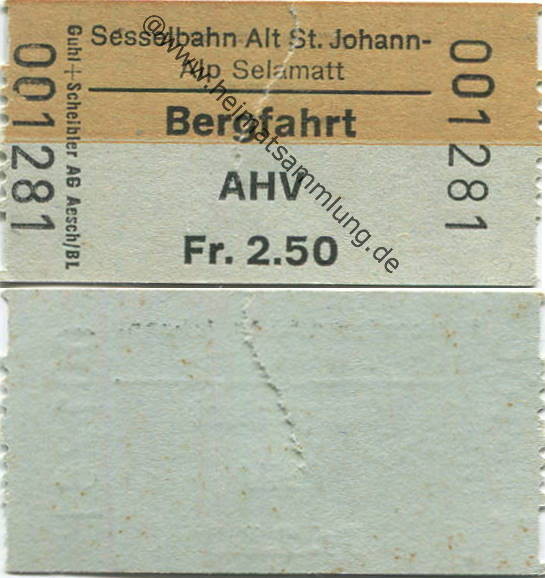 Sesselbahn Alt St. Johann-
Alp Selamatt
Bergfahrt
AHV
Fr. 2.50
001281
Guhl+Scheibler AG Aesch/BL
001281
@www.heimatsammlung.de